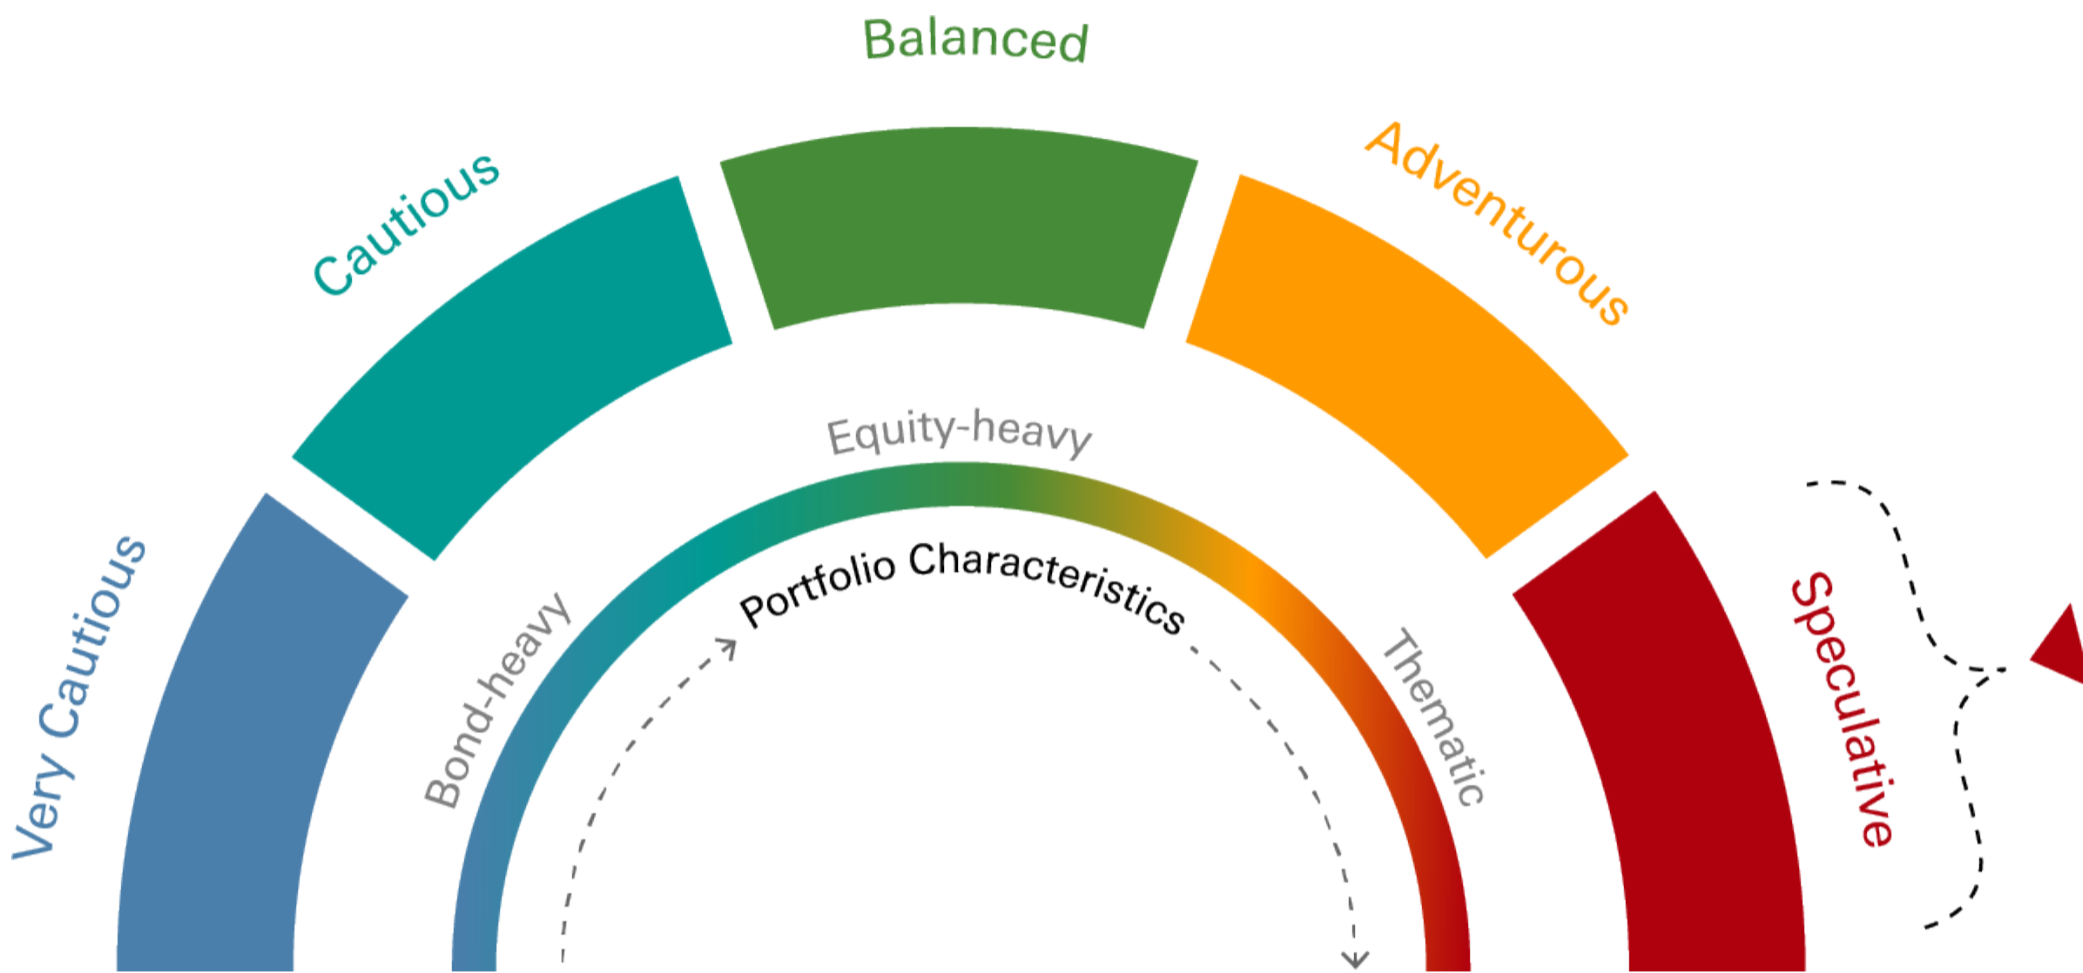 Balanced
Adventurous
Cautious
Equity-heavy
Very Cautious
Portfolio Characteristics
Speculative
Bond-heavy
Thematic